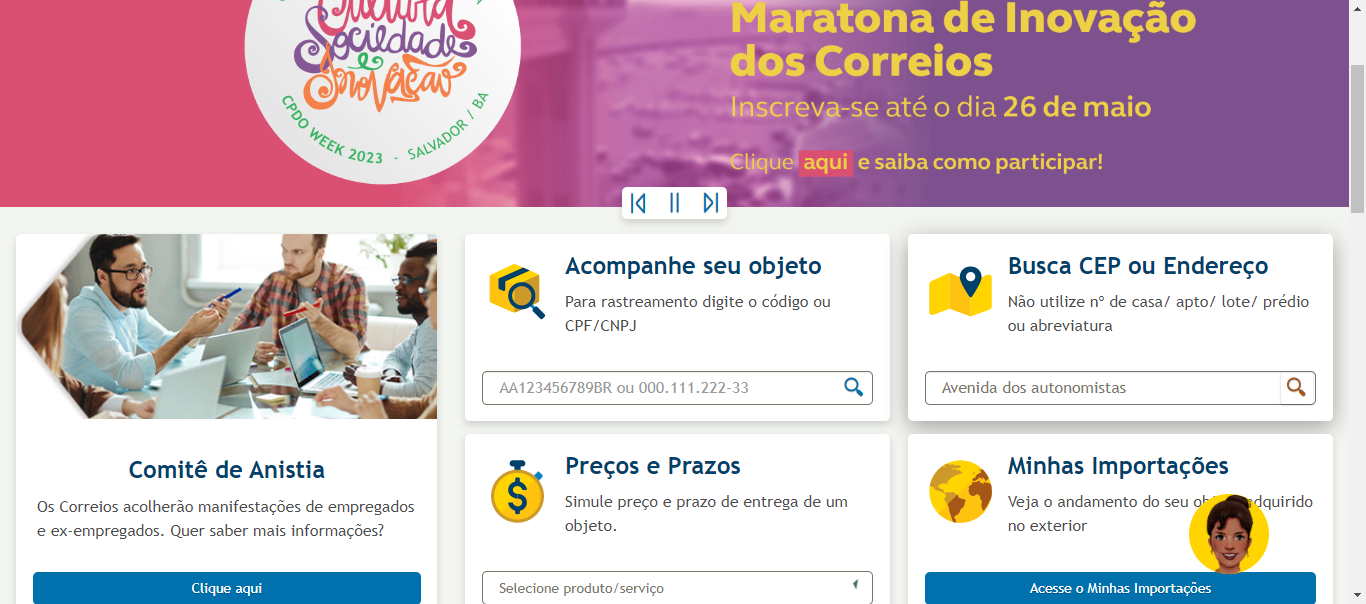 Cultura
Sociedade
e
Inovação
CPDO WEEK 2023 - SALVADOR / BA
Maratona de Inovação
dos Correios
Inscreva-se até o dia 26 de maio
Clique aqui e saiba como participar!
Comitê de Anistia
Os Correios acolherão manifestações de empregados
e ex-empregados. Quer saber mais informações?
Clique aqui
Acompanhe seu objeto
Para rastreamento digite o código ou
CPF/CNPJ
AA123456789BR ou 000.111.222-33
Busca CEP ou Endereço
Não utilize nº de casa/ apto/ lote/ prédio
ou abreviatura
Avenida dos autonomistas
Preços e Prazos
Simule preço e prazo de entrega de um
objeto.
Selecione produto/serviço
Minhas Importações
Veja o andamento do seu adquirido
no exterior
Acesse o Minhas Importações